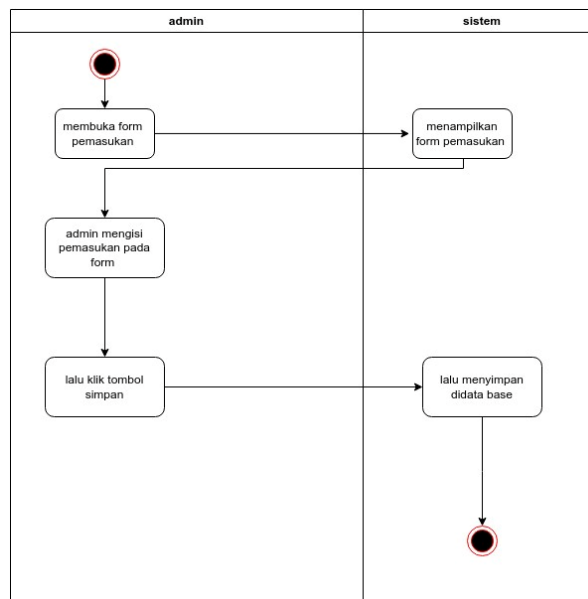 admin
sistem
membuka form
pemasukan
menampilkan
form pemasukan
admin mengisi
pemasukan pada
form
lalu klik tombol
simpan
lalu menyimpan
didata base